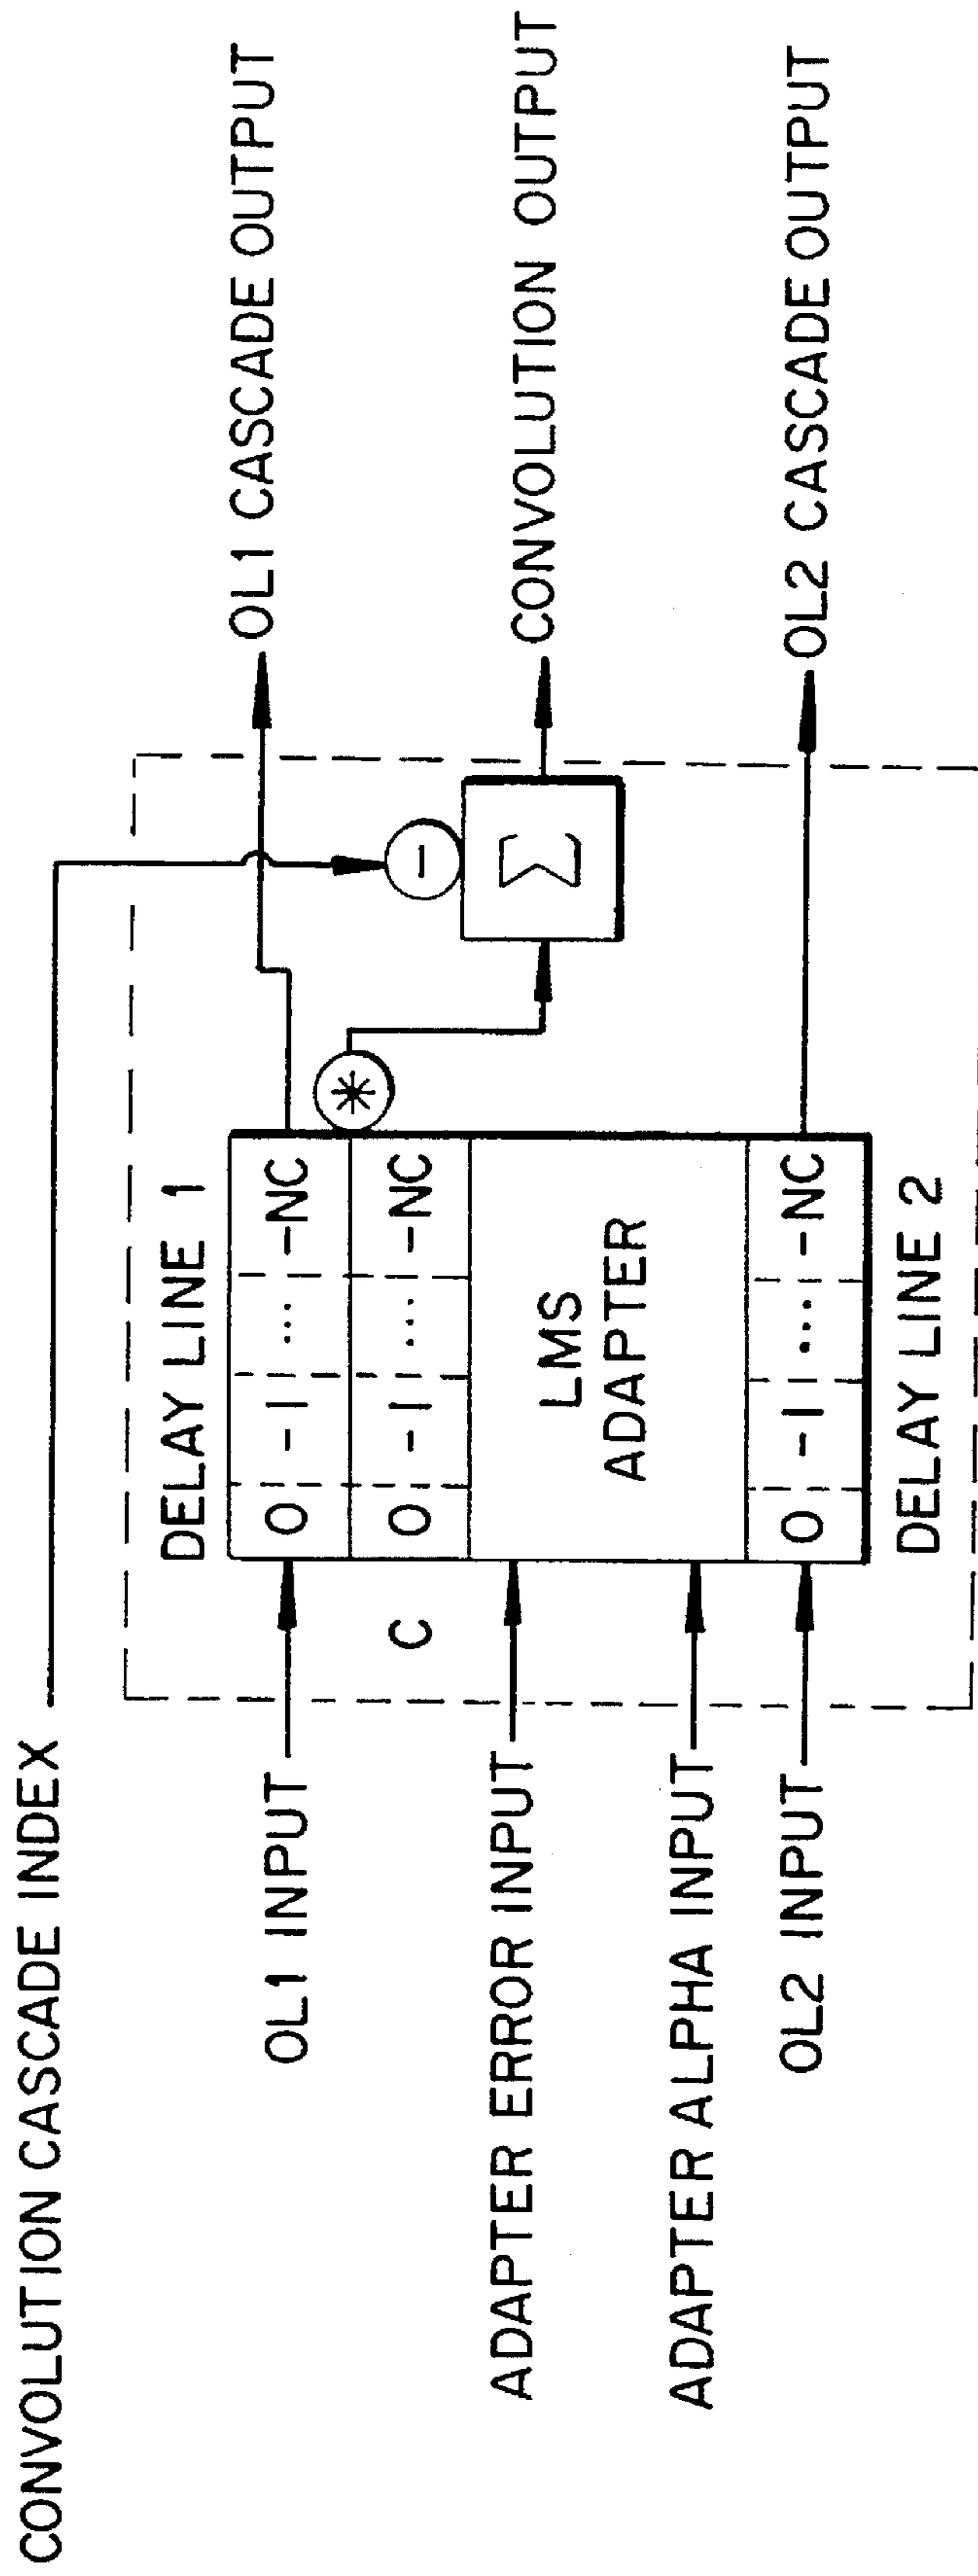 CONVOLUTION CASCADE INDEX
DELAY LINE 1
OL1 INPUT
0 -1 ... -NC
OL1 CASCADE OUTPUT
*
C
0 -1 ... -NC
-
ADAPTER ERROR INPUT
LMS
ADAPTER
Σ
CONVOLUTION OUTPUT
ADAPTER ALPHA INPUT
OL2 INPUT
0 -1 ... -NC
OL2 CASCADE OUTPUT
DELAY LINE 2